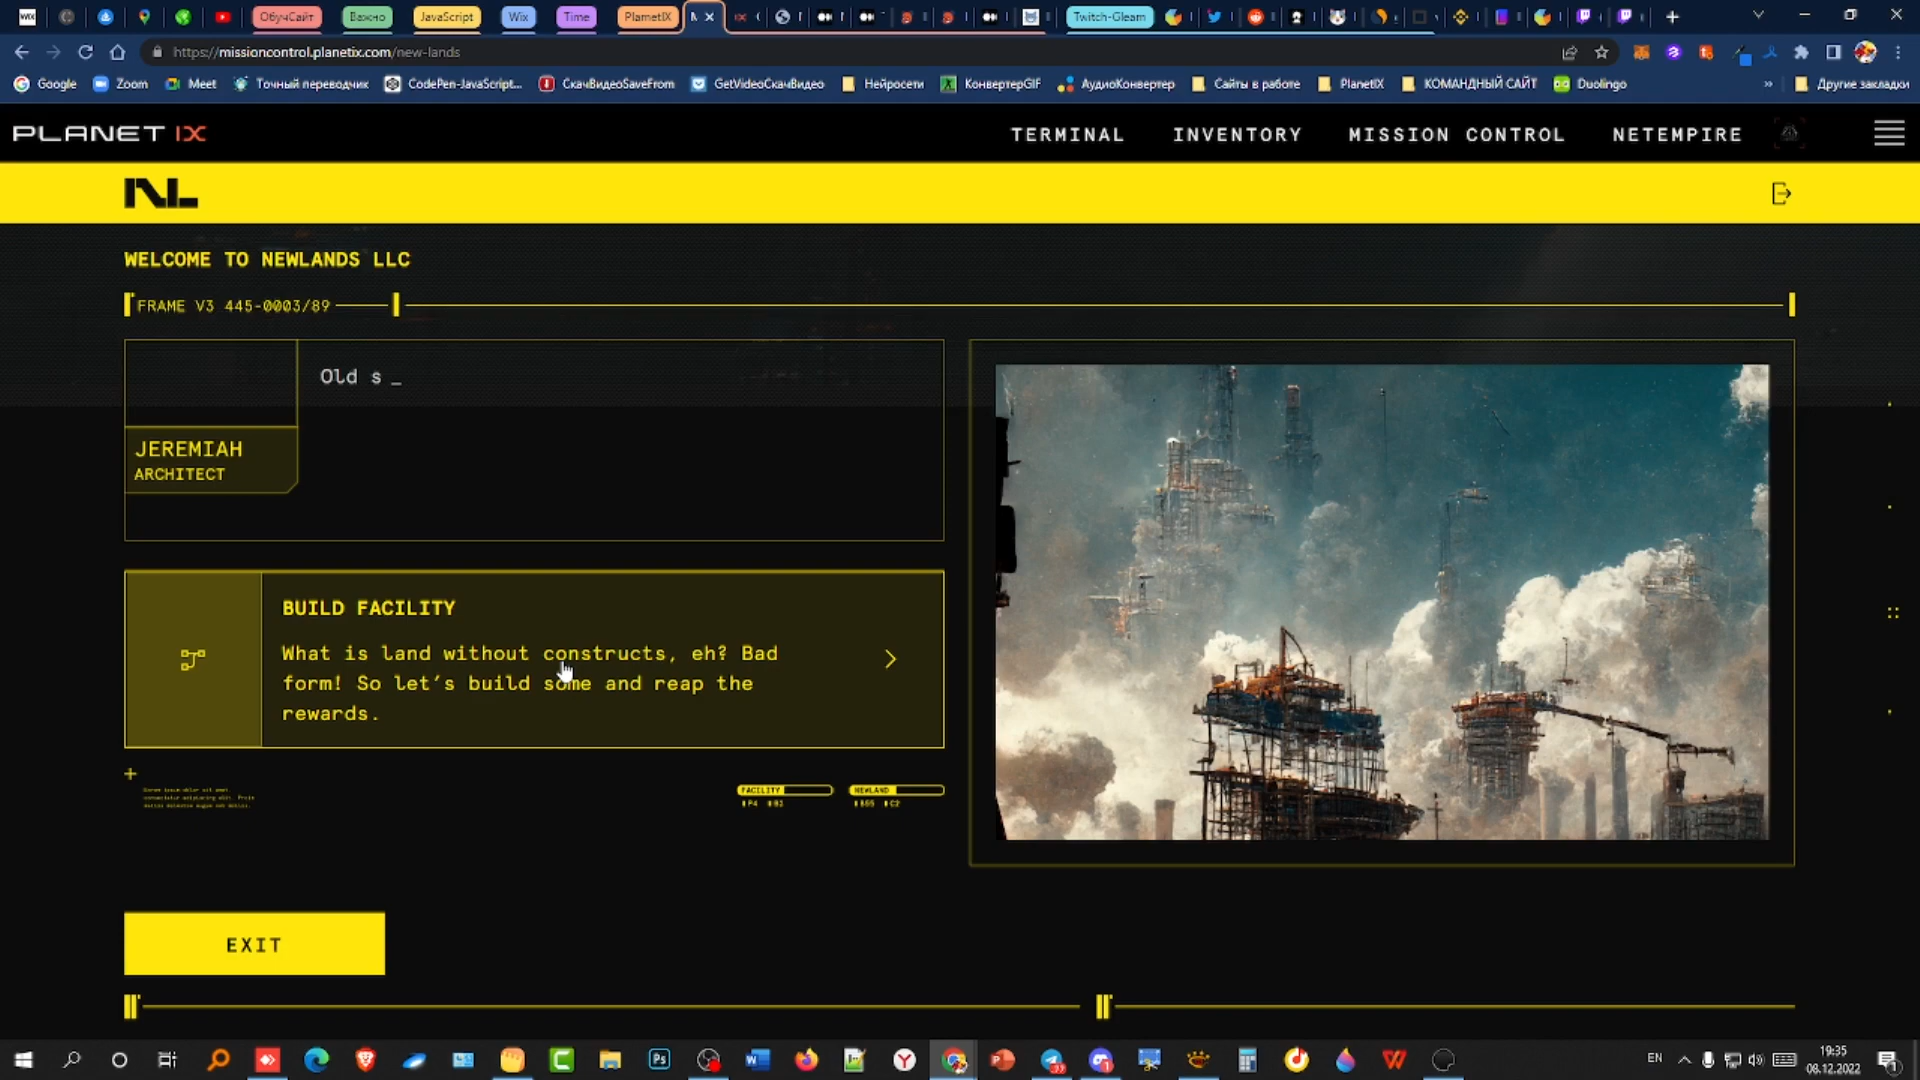 ОбучСайт
Важно
JavaScript
Wix
Time
PlametIX
Twitch-Gleam
https://missioncontrol.planetix.com/new-lands
Google
Zoom
Meet
Точный переводчик
CodePen-JavaScript...
СкачВидеоSaveFrom
GetVideoСкачВидео
Нейросети
КонвертерGIF
АудиоКонвертер
Сайты в работе
PlanetIX
КОМАНДНЫЙ САЙТ
Duolingo
»
Другие закладки
PLANET IX
TERMINAL
INVENTORY
MISSION CONTROL
NETEMPIRE
NL
WELCOME TO NEWLANDS LLC
FRAME V3 445-0003/89
Old s _
JEREMIAH
ARCHITECT
BUILD FACILITY
What is land without constructs, eh? Bad
form! So let's build some and reap the
rewards.
FACILITY
NEWLAND
EXIT
EN
19:35
08.12.2022